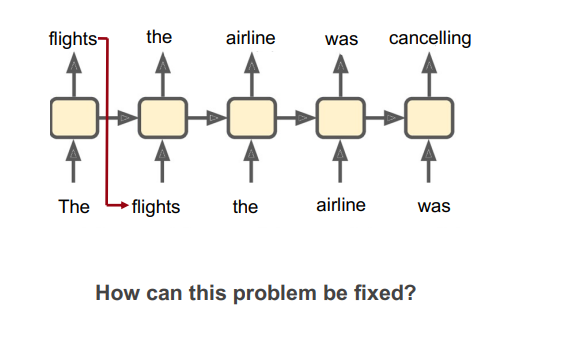 flights the airline was cancelling
The flights the airline was
How can this problem be fixed?